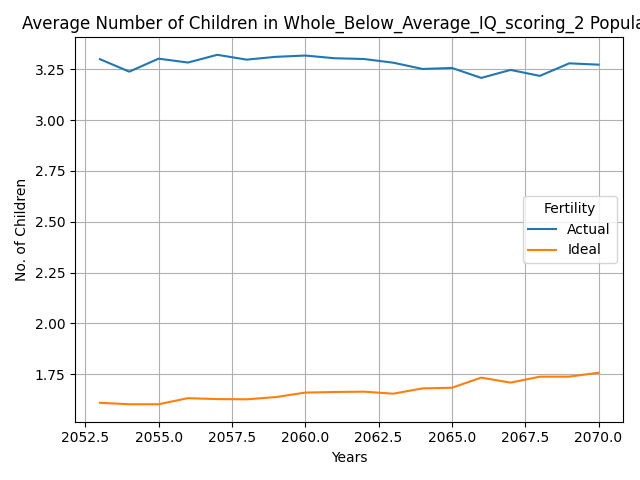 Average Number of Children in Whole_Below_Average_IQ_scoring_2 Popula
3.25
3.00
2.75
2.50
2.25
2.00
1.75
No. of Children
Fertility
Actual
Ideal
2052.5 2055.0 2057.5 2060.0 2062.5 2065.0 2067.5 2070.0
Years